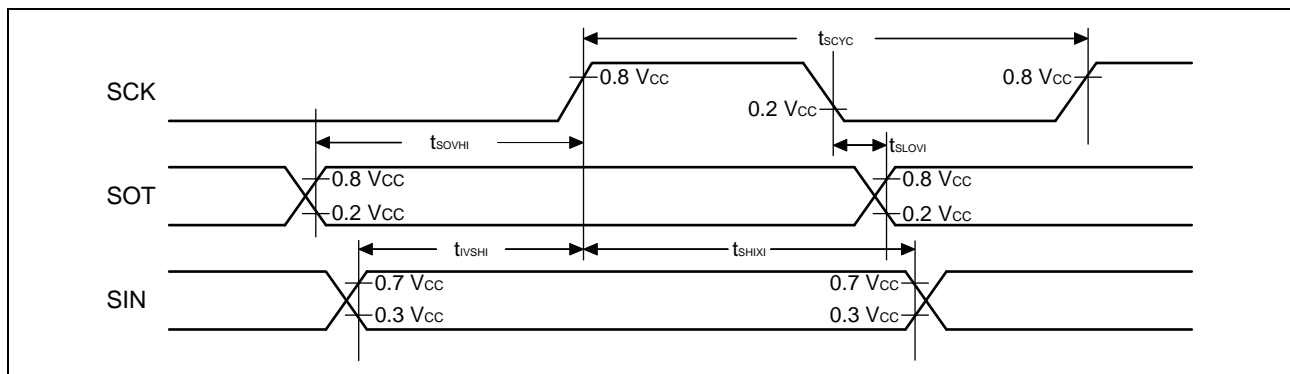 tSCYC
SCK
0.8 VCC
0.8 VCC
0.2 VCC
tSOVHI
tSLOVI
SOT
0.8 VCC
0.8 VCC
0.2 VCC
0.2 VCC
tIVSHI
tSHIXI
SIN
0.7 VCC
0.7 VCC
0.3 VCC
0.3 VCC